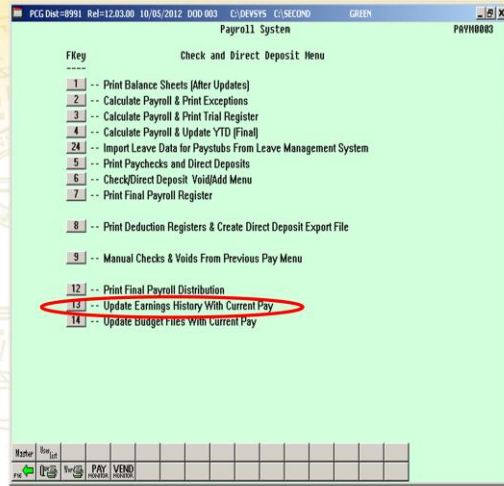 PCG Dist=8991 Rel=12.03.00 10/05/2012 DOD 003 C:\DEVSYS C:\SECOND GREEN
Payroll System PAYM0003
FKey Check and Direct Deposit Menu
----
1 -- Print Balance Sheets (After Updates)
2 -- Calculate Payroll & Print Exceptions
3 -- Calculate Payroll & Print Trial Register
4 -- Calculate Payroll & Update YTD (Final)
24 -- Import Leave Data for Paystubs From Leave Management System
5 -- Print Paychecks and Direct Deposits
6 -- Check/Direct Deposit Void/Add Menu
7 -- Print Final Payroll Register
8 -- Print Deduction Registers & Create Direct Deposit Export File
9 -- Manual Checks & Voids From Previous Pay Menu
12 -- Print Final Payroll Distribution
13 -- Update Earnings History With Current Pay
14 -- Update Budget Files With Current Pay
Master User list
F16 PAY MONITOR VEND MONITOR